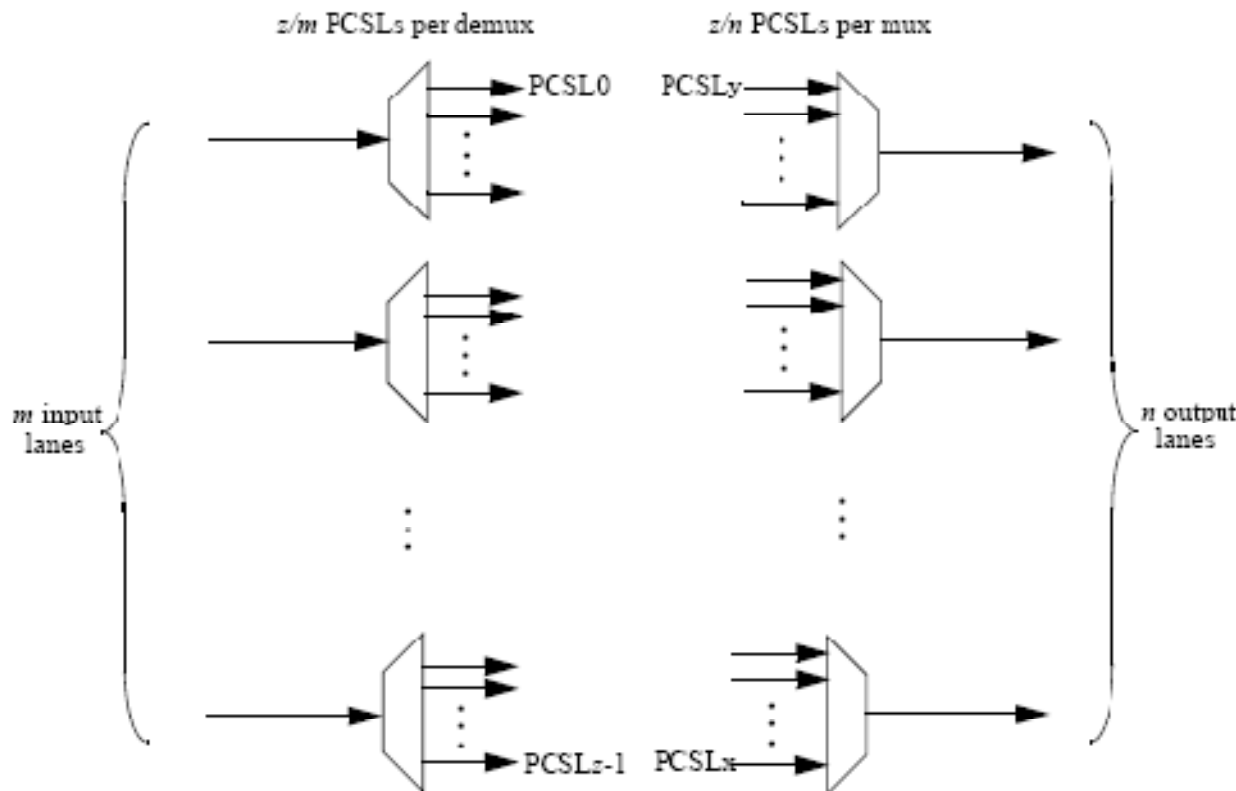 z/m PCSLs per demux
z/n PCSLs per mux
PCSL0
PCSLy
m input
lanes
n output
lanes
PCSLz-1
PCSLx